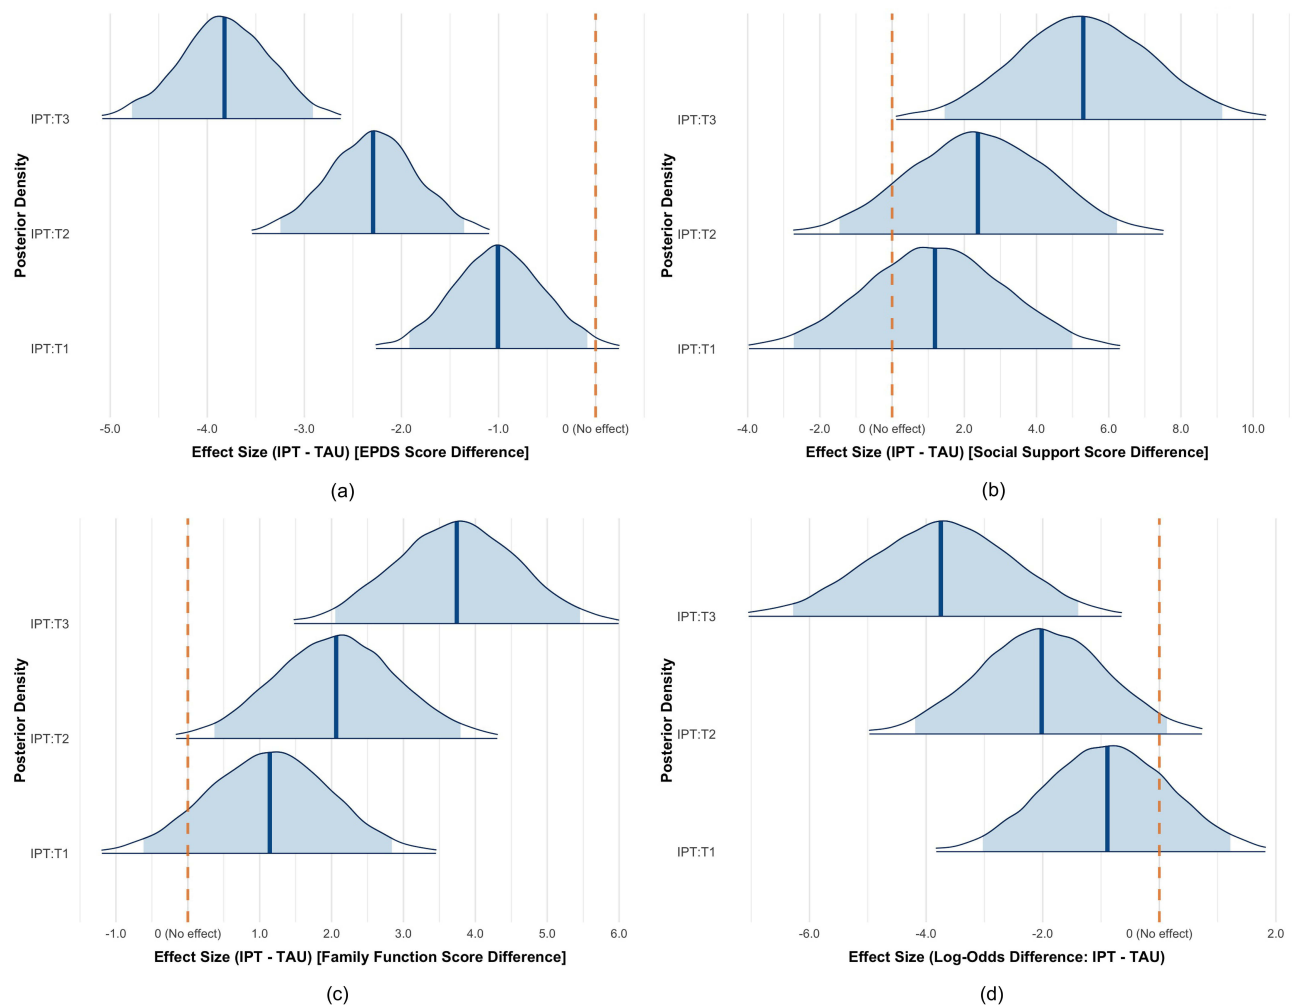 Posterior Density
IPT:T3
IPT:T2
IPT:T1
-5.0 -4.0 -3.0 -2.0 -1.0 0 (No effect)
Effect Size (IPT - TAU) [EPDS Score Difference]
(a)
Posterior Density
IPT:T3
IPT:T2
IPT:T1
-4.0 -2.0 0 (No effect) 2.0 4.0 6.0 8.0 10.0
Effect Size (IPT - TAU) [Social Support Score Difference]
(b)
Posterior Density
IPT:T3
IPT:T2
IPT:T1
-1.0 0 (No effect) 1.0 2.0 3.0 4.0 5.0 6.0
Effect Size (IPT - TAU) [Family Function Score Difference]
(c)
Posterior Density
IPT:T3
IPT:T2
IPT:T1
-6.0 -4.0 -2.0 0 (No effect) 2.0
Effect Size (Log-Odds Difference: IPT - TAU)
(d)